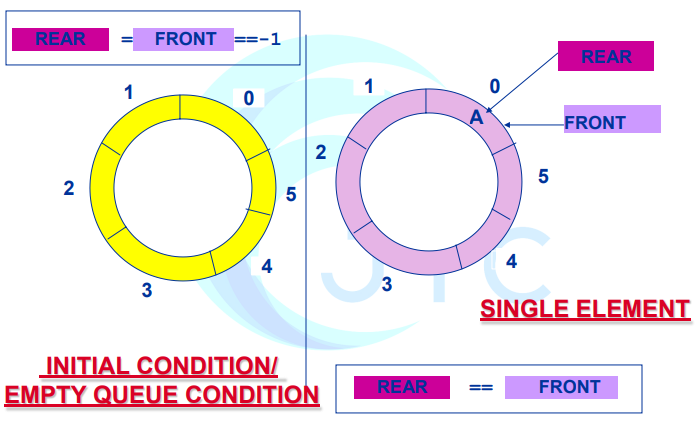 REAR = FRONT ==-1
1
0
2
5
4
3
INITIAL CONDITION/
EMPTY QUEUE CONDITION
REAR
FRONT
1
0
A
2
5
4
3
JTC
SINGLE ELEMENT
REAR == FRONT